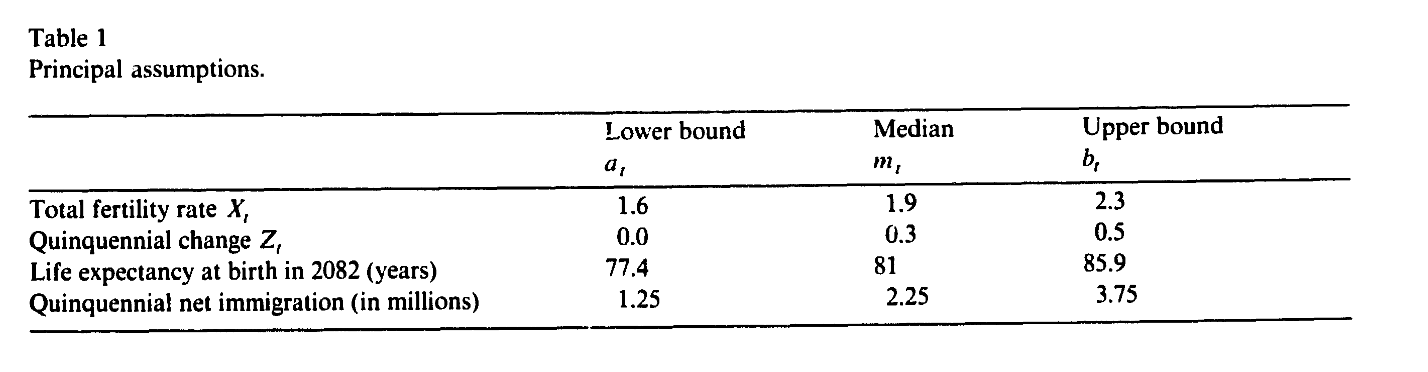 Table 1
Principal assumptions.
Lower bound Median Upper bound
a_t m_t b_t
Total fertility rate X_t 1.6 1.9 2.3
Quinquennial change Z_t 0.0 0.3 0.5
Life expectancy at birth in 2082 (years) 77.4 81 85.9
Quinquennial net immigration (in millions) 1.25 2.25 3.75